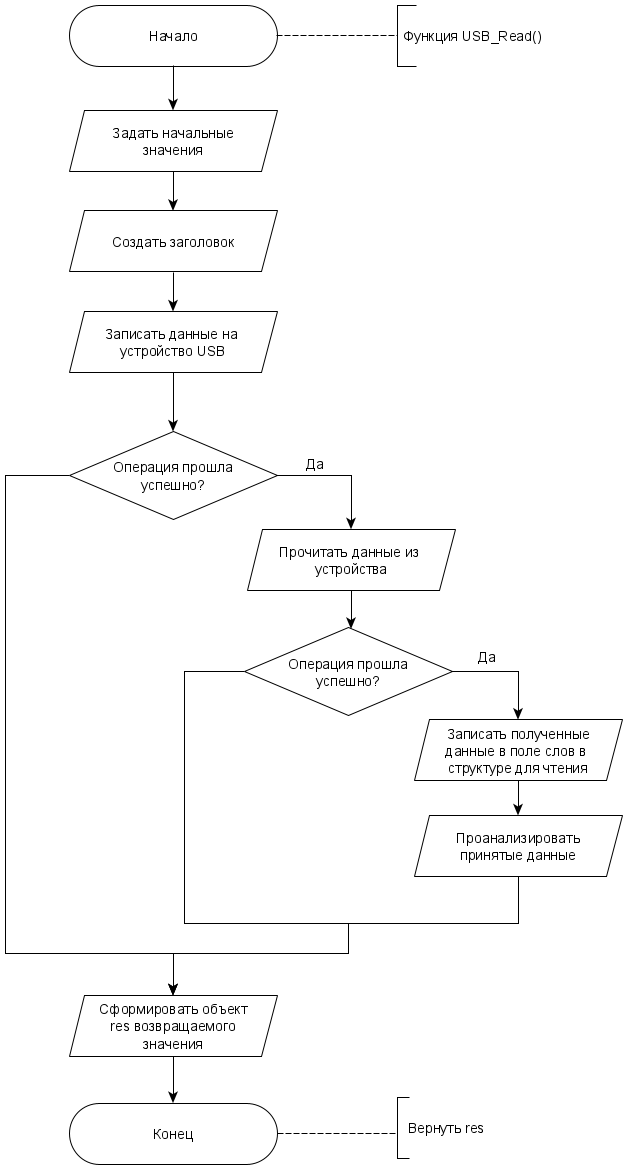 Начало
Функция USB_Read()
Задать начальные
значения
Создать заголовок
Записать данные на
устройство USB
Операция прошла
успешно?
Да
Прочитать данные из
устройства
Операция прошла
успешно?
Да
Записать полученные
данные в поле слов в
структуре для чтения
Проанализировать
принятые данные
Сформировать объект
res возвращаемого
значения
Конец
Вернуть res